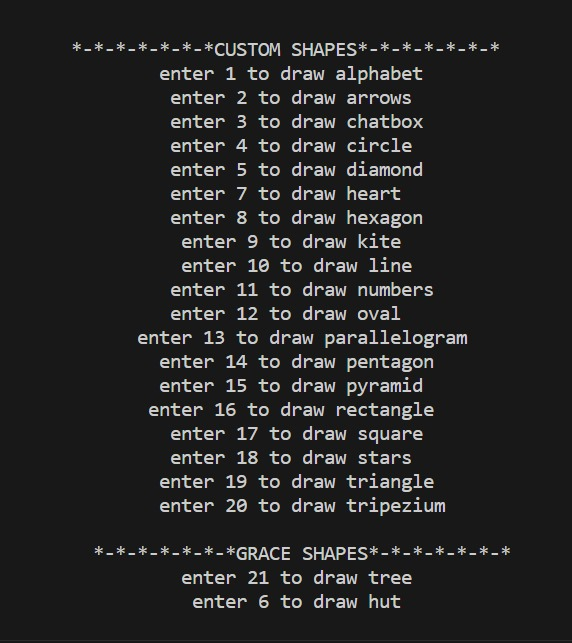 *-*-*-*-*-*-*CUSTOM SHAPES*-*-*-*-*-*-*
enter 1 to draw alphabet
enter 2 to draw arrows
enter 3 to draw chatbox
enter 4 to draw circle
enter 5 to draw diamond
enter 7 to draw heart
enter 8 to draw hexagon
enter 9 to draw kite
enter 10 to draw line
enter 11 to draw numbers
enter 12 to draw oval
enter 13 to draw parallelogram
enter 14 to draw pentagon
enter 15 to draw pyramid
enter 16 to draw rectangle
enter 17 to draw square
enter 18 to draw stars
enter 19 to draw triangle
enter 20 to draw tripezium
*-*-*-*-*-*-*GRACE SHAPES*-*-*-*-*-*-*
enter 21 to draw tree
enter 6 to draw hut